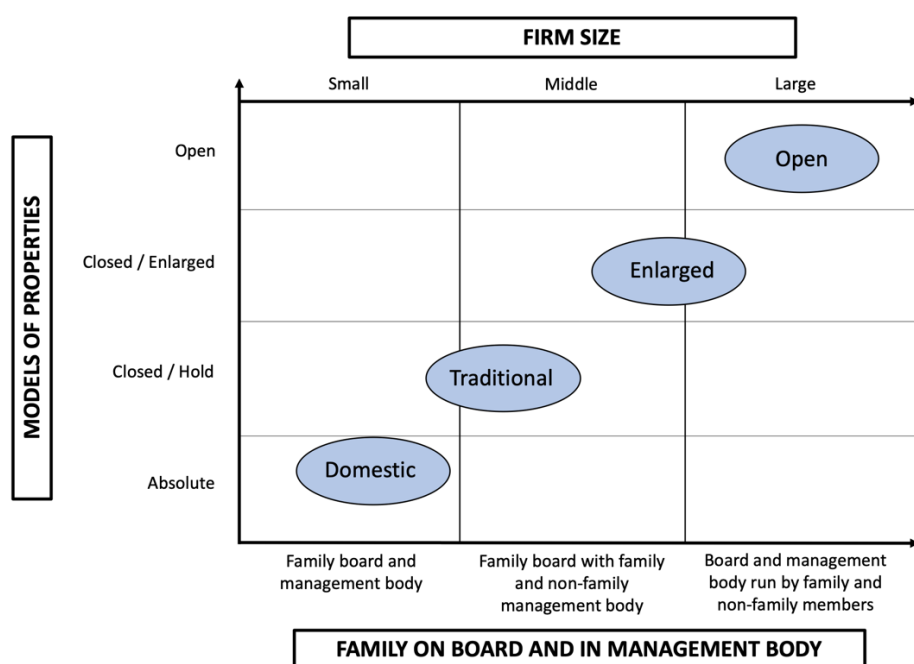 FIRM SIZE
Small
Middle
Large
MODELS OF PROPERTIES
Open
Open
Closed / Enlarged
Enlarged
Closed / Hold
Traditional
Absolute
Domestic
Family board and
management body
Family board with family
and non-family
management body
Board and management
body run by family and
non-family members
FAMILY ON BOARD AND IN MANAGEMENT BODY